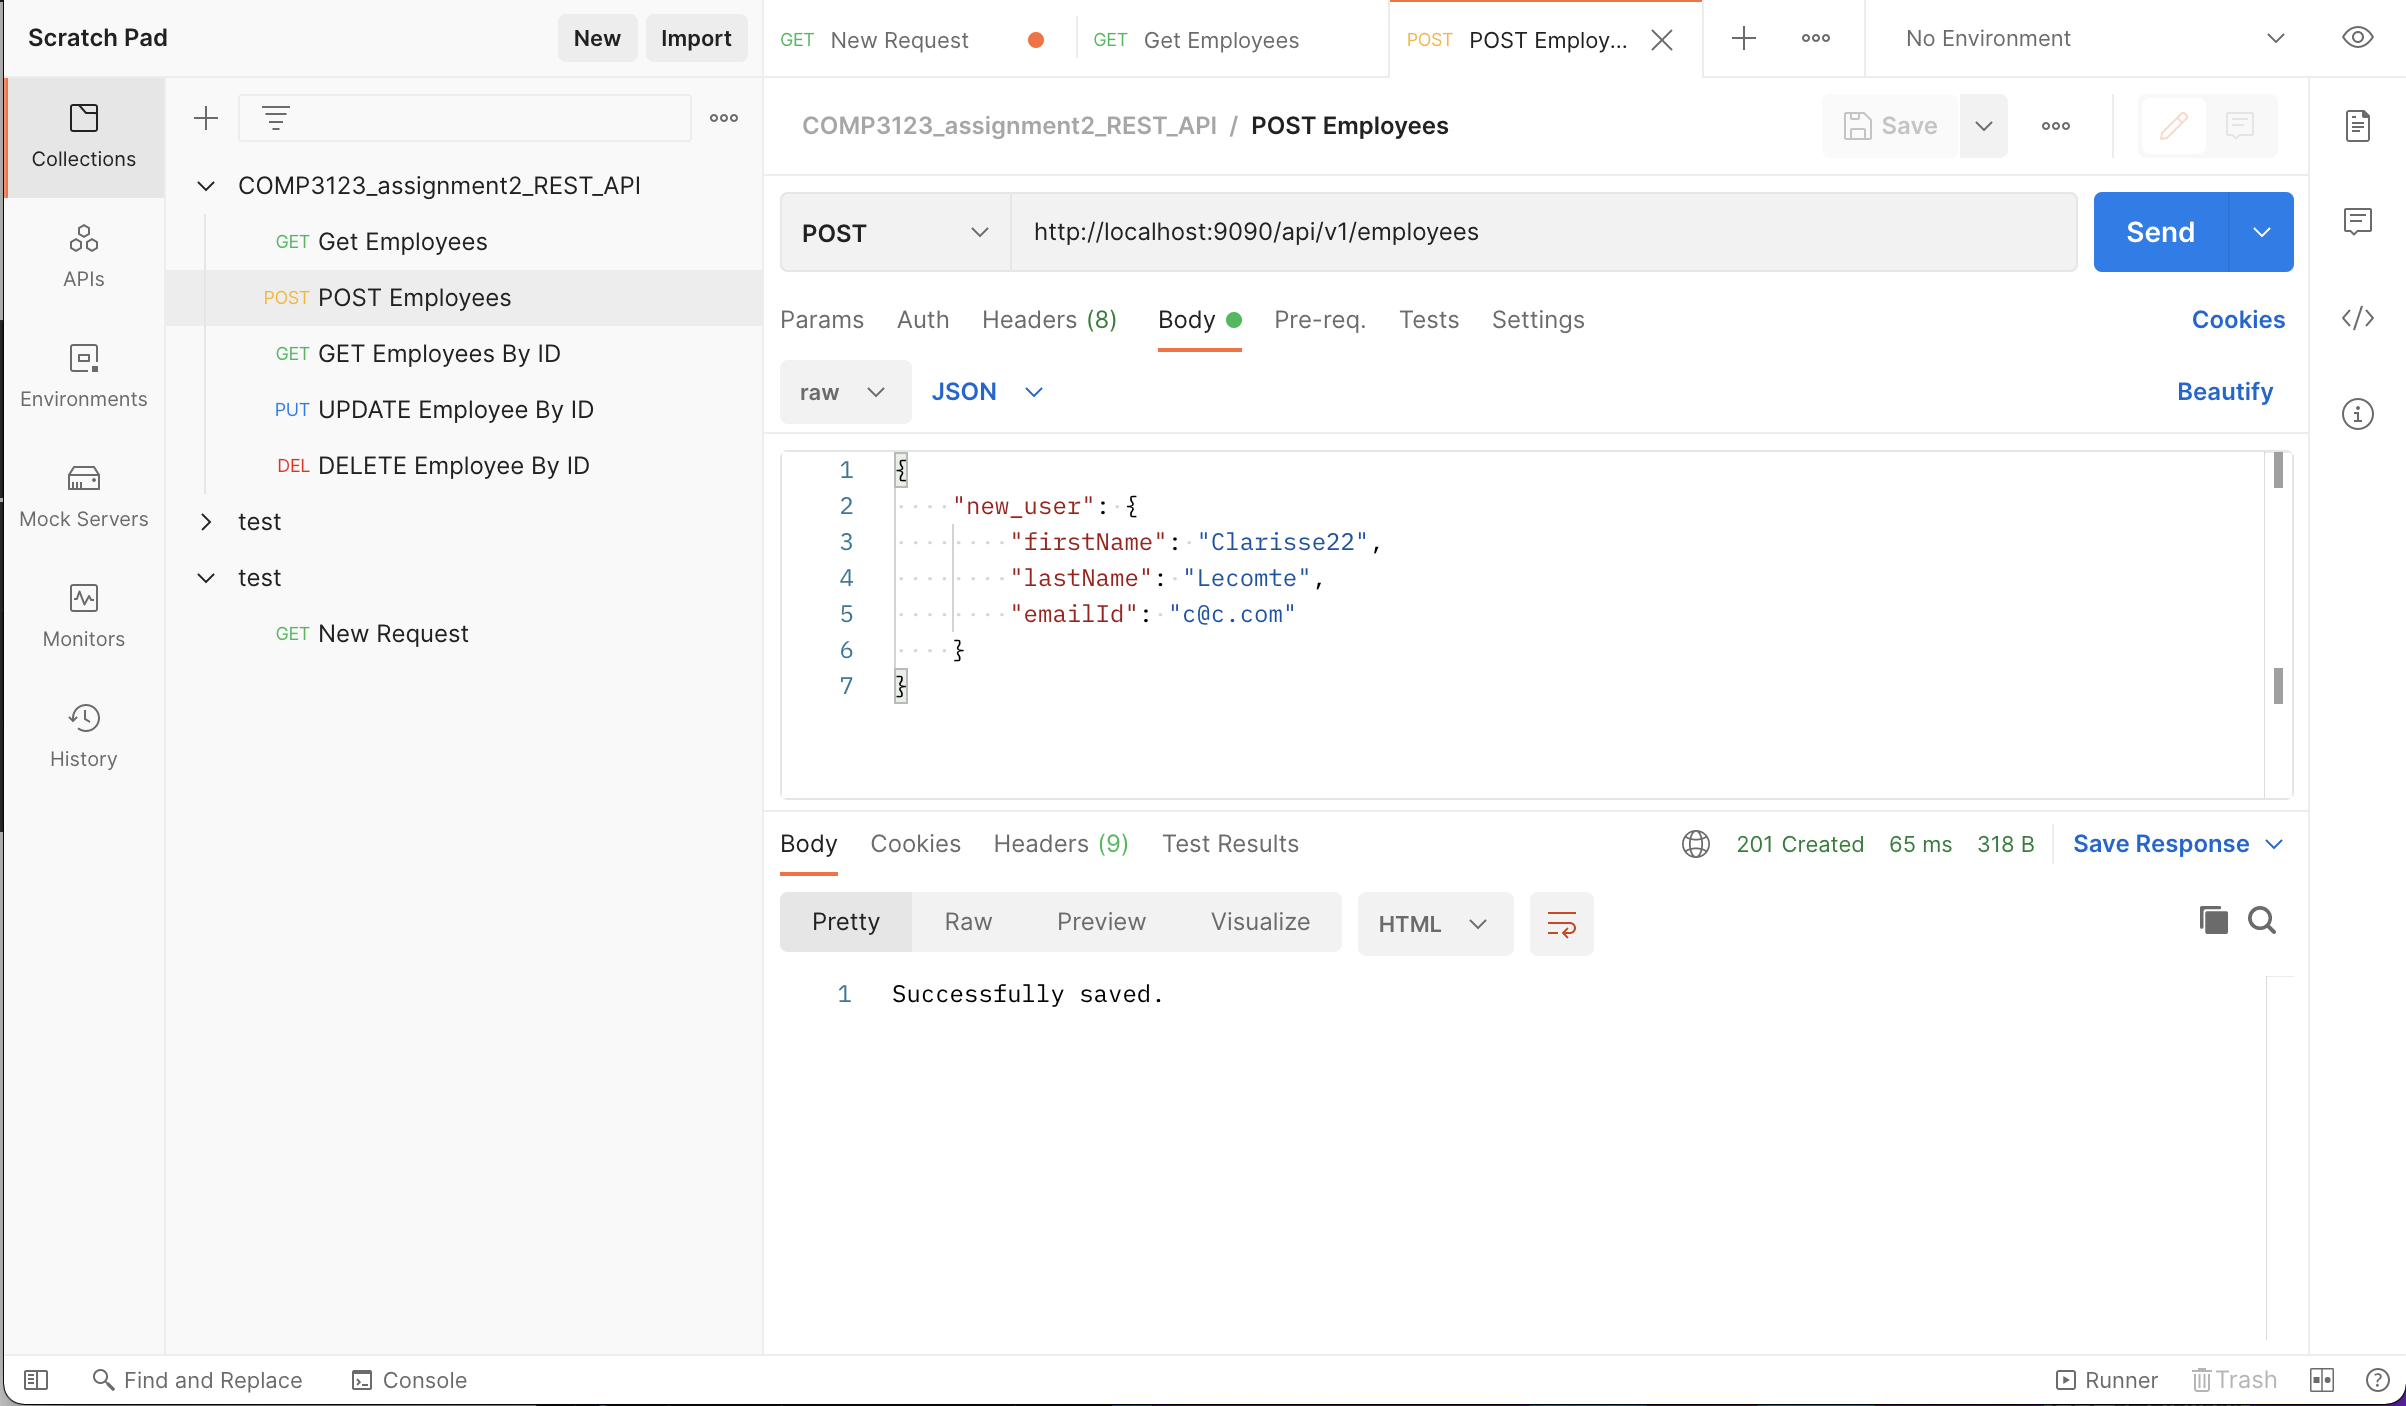 Scratch Pad
New
Import
GET New Request
GET Get Employees
POST POST Employ...
No Environment
Collections
APIs
Environments
Mock Servers
Monitors
History
COMP3123_assignment2_REST_API
GET Get Employees
POST POST Employees
GET GET Employees By ID
PUT UPDATE Employee By ID
DEL DELETE Employee By ID
test
test
GET New Request
COMP3123_assignment2_REST_API / POST Employees
Save
POST
http://localhost:9090/api/v1/employees
Send
Params Auth Headers (8) Body Pre-req. Tests Settings
Cookies
raw
JSON
Beautify
1 {
2 "new_user": {
3 "firstName": "Clarisse22",
4 "lastName": "Lecomte",
5 "emailId": "c@c.com"
6 }
7 }
Body Cookies Headers (9) Test Results
201 Created 65 ms 318 B
Save Response
Pretty Raw Preview Visualize
HTML
1 Successfully saved.
Find and Replace
Console
Runner
Trash